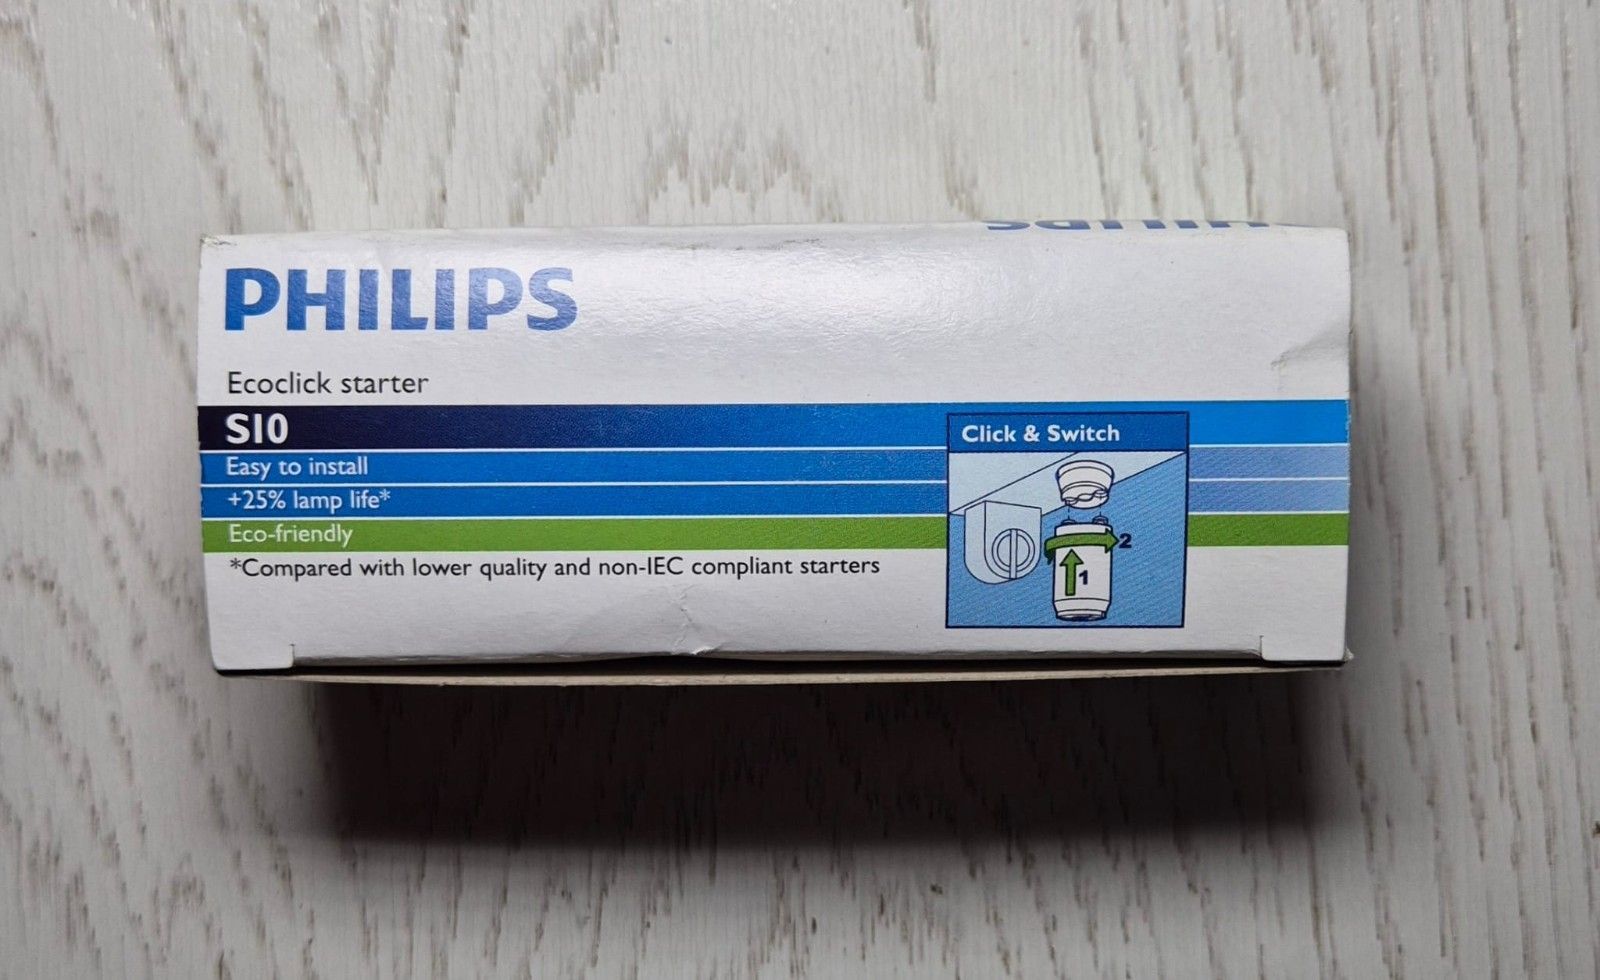 PHILIPS
PHILIPS
Ecoclick starter
S10
Easy to install
+25% lamp life*
Eco-friendly
*Compared with lower quality and non-IEC compliant starters
Click & Switch
2
1